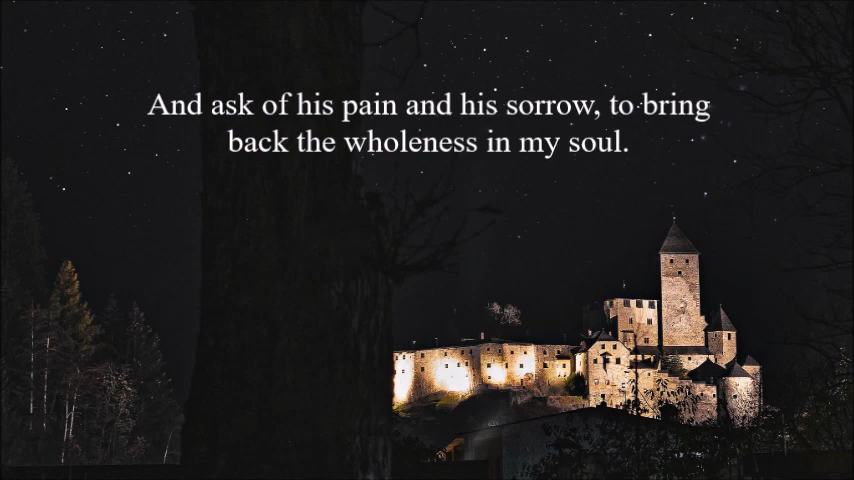 And ask of his pain and his sorrow, to bring
back the wholeness in my soul.